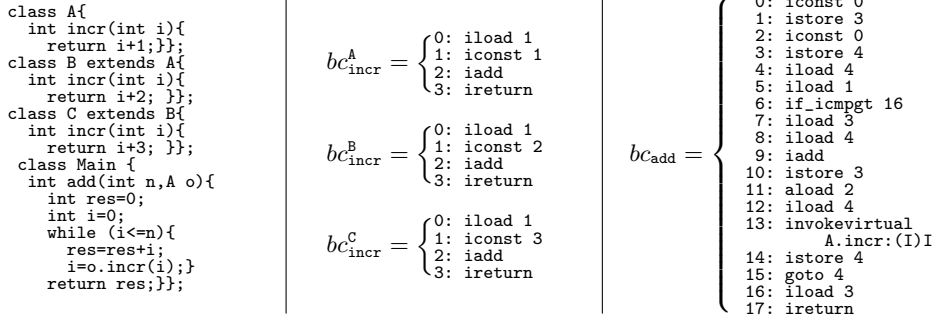 class A{
int incr(int i){
return i+1;}};
class B extends A{
int incr(int i){
return i+2; }};
class C extends B{
int incr(int i){
return i+3; }};
class Main {
int add(int n,A o){
int res=0;
int i=0;
while (i<=n){
res=res+i;
i=o.incr(i);}
return res;}};
bc^A_incr =
0: iload 1
1: iconst 1
2: iadd
3: ireturn
bc^B_incr =
0: iload 1
1: iconst 2
2: iadd
3: ireturn
bc^C_incr =
0: iload 1
1: iconst 3
2: iadd
3: ireturn
bc_add =
0: iconst 0
1: istore 3
2: iconst 0
3: istore 4
4: iload 4
5: iload 1
6: if_icmpgt 16
7: iload 3
8: iload 4
9: iadd
10: istore 3
11: aload 2
12: iload 4
13: invokevirtual
A.incr:(I)I
14: istore 4
15: goto 4
16: iload 3
17: ireturn